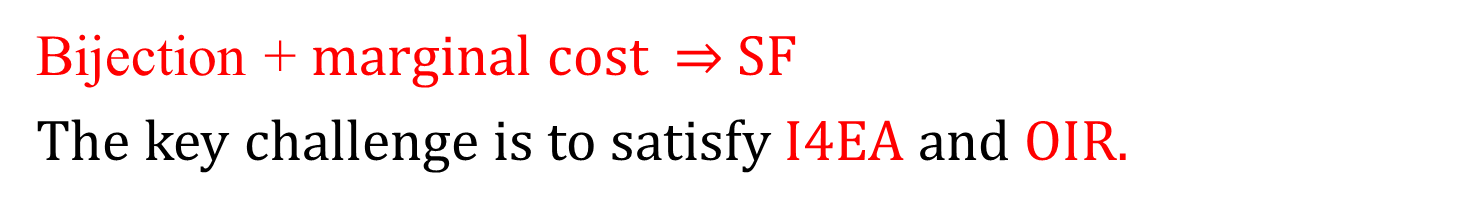 Bijection + marginal cost ⇒ SF
The key challenge is to satisfy I4EA and OIR.